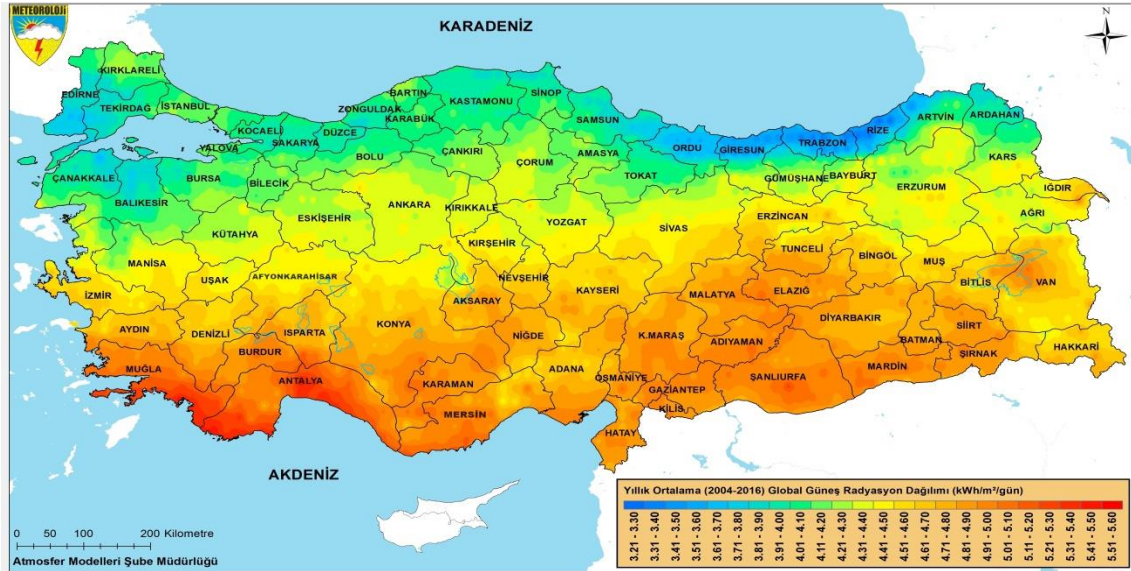 METEOROLOJİ
KARADENİZ
N
KIRKLARELİ
EDİRNE
TEKİRDAĞ
İSTANBUL
KOCAELİ
YALOVA
SAKARYA
DÜZCE
ZONGULDAK
BARTIN
KARABÜK
KASTAMONU
SİNOP
SAMSUN
ORDU
GİRESUN
TRABZON
RİZE
ARTVİN
ARDAHAN
ÇANAKKALE
BALIKESİR
BURSA
BİLECİK
BOLU
ÇANKIRI
ÇORUM
AMASYA
TOKAT
GÜMÜŞHANE
BAYBURT
ERZURUM
KARS
IĞDIR
AĞRI
KÜTAHYA
ESKİŞEHİR
ANKARA
KIRIKKALE
YOZGAT
SİVAS
ERZİNCAN
TUNCELİ
BİNGÖL
MUŞ
BİTLİS
VAN
MANİSA
UŞAK
AFYONKARAHİSAR
KIRŞEHİR
NEVŞEHİR
AKSARAY
KAYSERİ
MALATYA
ELAZIĞ
DİYARBAKIR
SİİRT
BATMAN
ŞIRNAK
HAKKARİ
İZMİR
AYDIN
DENİZLİ
ISPARTA
KONYA
NİĞDE
K.MARAŞ
ADIYAMAN
MARDİN
MUĞLA
BURDUR
ANTALYA
KARAMAN
MERSİN
ADANA
OSMANİYE
GAZİANTEP
KİLİS
ŞANLIURFA
HATAY
AKDENİZ
Yıllık Ortalama (2004-2016) Global Güneş Radyasyon Dağılımı (kWh/m²/gün)
3.21 - 3.30
3.31 - 3.40
3.41 - 3.50
3.51 - 3.60
3.61 - 3.70
3.71 - 3.80
3.81 - 3.90
3.91 - 4.00
4.01 - 4.10
4.11 - 4.20
4.21 - 4.30
4.31 - 4.40
4.41 - 4.50
4.51 - 4.60
4.61 - 4.70
4.71 - 4.80
4.81 - 4.90
4.91 - 5.00
5.01 - 5.10
5.11 - 5.20
5.21 - 5.30
5.31 - 5.40
5.41 - 5.50
5.51 - 5.60
0 50 100 200 Kilometre
Atmosfer Modelleri Şube Müdürlüğü